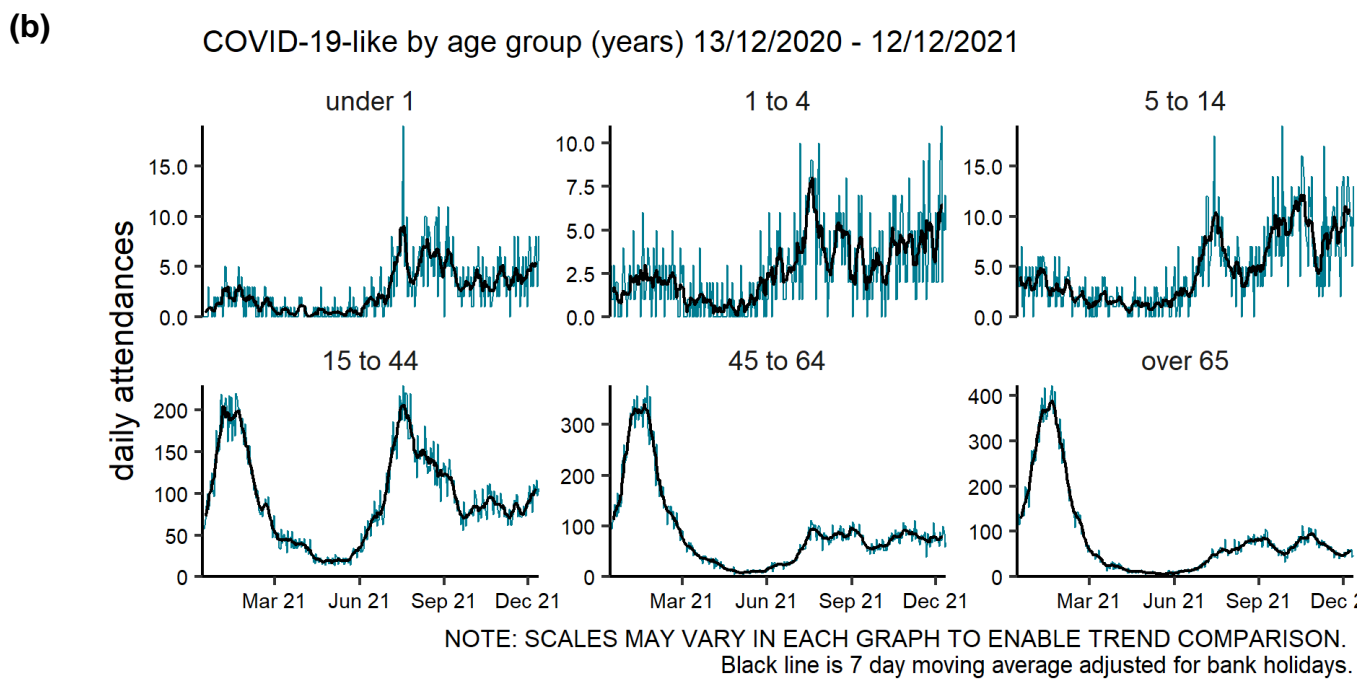 (b)
COVID-19-like by age group (years) 13/12/2020 - 12/12/2021
under 1
1 to 4
5 to 14
15.0
10.0
5.0
0.0
10.0
7.5
5.0
2.5
0.0
15.0
10.0
5.0
0.0
daily attendances
15 to 44
45 to 64
over 65
200
150
100
50
0
300
200
100
0
400
300
200
100
0
Mar 21 Jun 21 Sep 21 Dec 21
Mar 21 Jun 21 Sep 21 Dec 21
Mar 21 Jun 21 Sep 21 Dec 2
NOTE: SCALES MAY VARY IN EACH GRAPH TO ENABLE TREND COMPARISON.
Black line is 7 day moving average adjusted for bank holidays.